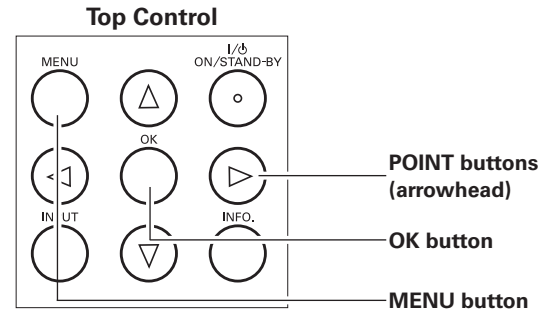 Top Control
I/⏻
MENU
ON/STAND-BY
OK
POINT buttons
(arrowhead)
INPUT
INFO.
OK button
MENU button